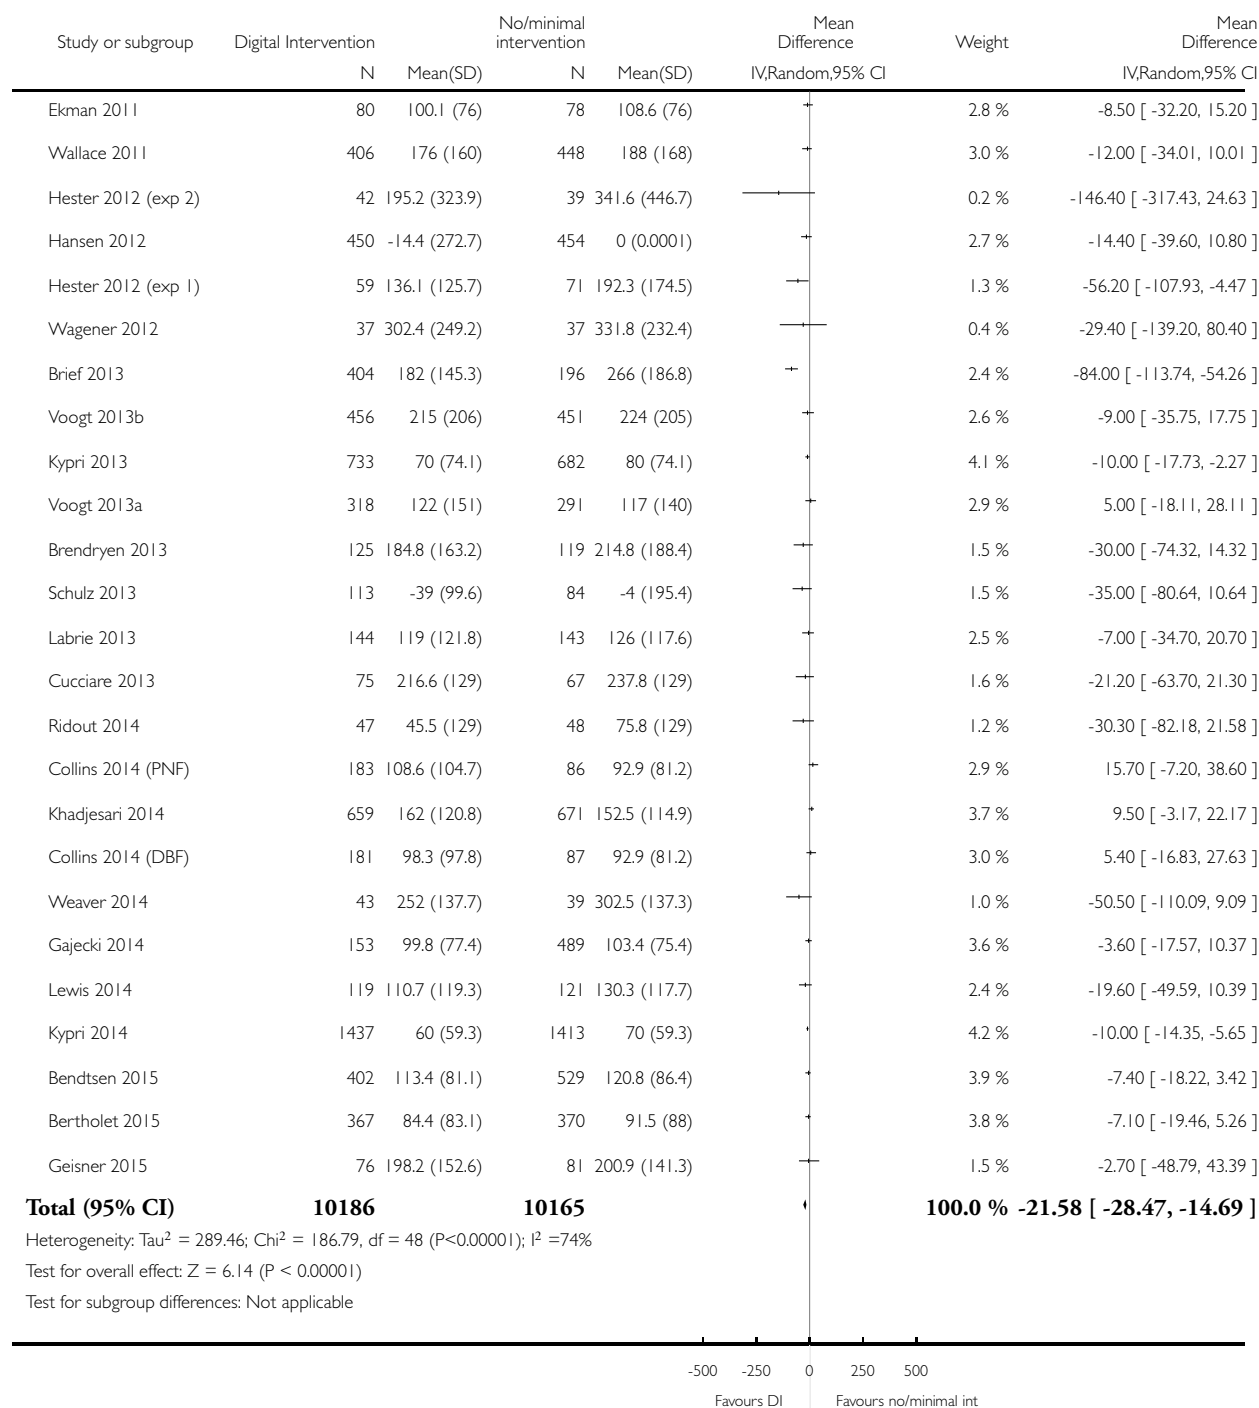 Study or subgroup Digital Intervention No/minimal intervention Mean Difference Weight Mean Difference
N Mean(SD) N Mean(SD) IV,Random,95% CI IV,Random,95% CI
Ekman 2011 80 100.1 (76) 78 108.6 (76) 2.8 % -8.50 [ -32.20, 15.20 ]
Wallace 2011 406 176 (160) 448 188 (168) 3.0 % -12.00 [ -34.01, 10.01 ]
Hester 2012 (exp 2) 42 195.2 (323.9) 39 341.6 (446.7) 0.2 % -146.40 [ -317.43, 24.63 ]
Hansen 2012 450 -14.4 (272.7) 454 0 (0.0001) 2.7 % -14.40 [ -39.60, 10.80 ]
Hester 2012 (exp 1) 59 136.1 (125.7) 71 192.3 (174.5) 1.3 % -56.20 [ -107.93, -4.47 ]
Wagener 2012 37 302.4 (249.2) 37 331.8 (232.4) 0.4 % -29.40 [ -139.20, 80.40 ]
Brief 2013 404 182 (145.3) 196 266 (186.8) 2.4 % -84.00 [ -113.74, -54.26 ]
Voogt 2013b 456 215 (206) 451 224 (205) 2.6 % -9.00 [ -35.75, 17.75 ]
Kypri 2013 733 70 (74.1) 682 80 (74.1) 4.1 % -10.00 [ -17.73, -2.27 ]
Voogt 2013a 318 122 (151) 291 117 (140) 2.9 % 5.00 [ -18.11, 28.11 ]
Brendryen 2013 125 184.8 (163.2) 119 214.8 (188.4) 1.5 % -30.00 [ -74.32, 14.32 ]
Schulz 2013 113 -39 (99.6) 84 -4 (195.4) 1.5 % -35.00 [ -80.64, 10.64 ]
Labrie 2013 144 119 (121.8) 143 126 (117.6) 2.5 % -7.00 [ -34.70, 20.70 ]
Cucciare 2013 75 216.6 (129) 67 237.8 (129) 1.6 % -21.20 [ -63.70, 21.30 ]
Ridout 2014 47 45.5 (129) 48 75.8 (129) 1.2 % -30.30 [ -82.18, 21.58 ]
Collins 2014 (PNF) 183 108.6 (104.7) 86 92.9 (81.2) 2.9 % 15.70 [ -7.20, 38.60 ]
Khadjesari 2014 659 162 (120.8) 671 152.5 (114.9) 3.7 % 9.50 [ -3.17, 22.17 ]
Collins 2014 (DBF) 181 98.3 (97.8) 87 92.9 (81.2) 3.0 % 5.40 [ -16.83, 27.63 ]
Weaver 2014 43 252 (137.7) 39 302.5 (137.3) 1.0 % -50.50 [ -110.09, 9.09 ]
Gajecki 2014 153 99.8 (77.4) 489 103.4 (75.4) 3.6 % -3.60 [ -17.57, 10.37 ]
Lewis 2014 119 110.7 (119.3) 121 130.3 (117.7) 2.4 % -19.60 [ -49.59, 10.39 ]
Kypri 2014 1437 60 (59.3) 1413 70 (59.3) 4.2 % -10.00 [ -14.35, -5.65 ]
Bendtsen 2015 402 113.4 (81.1) 529 120.8 (86.4) 3.9 % -7.40 [ -18.22, 3.42 ]
Bertholet 2015 367 84.4 (83.1) 370 91.5 (88) 3.8 % -7.10 [ -19.46, 5.26 ]
Geisner 2015 76 198.2 (152.6) 81 200.9 (141.3) 1.5 % -2.70 [ -48.79, 43.39 ]
Total (95% CI) 10186 10165 100.0 % -21.58 [ -28.47, -14.69 ]
Heterogeneity: Tau² = 289.46; Chi² = 186.79, df = 48 (P<0.00001); I² =74%
Test for overall effect: Z = 6.14 (P < 0.00001)
Test for subgroup differences: Not applicable
-500 -250 0 250 500
Favours DI Favours no/minimal int